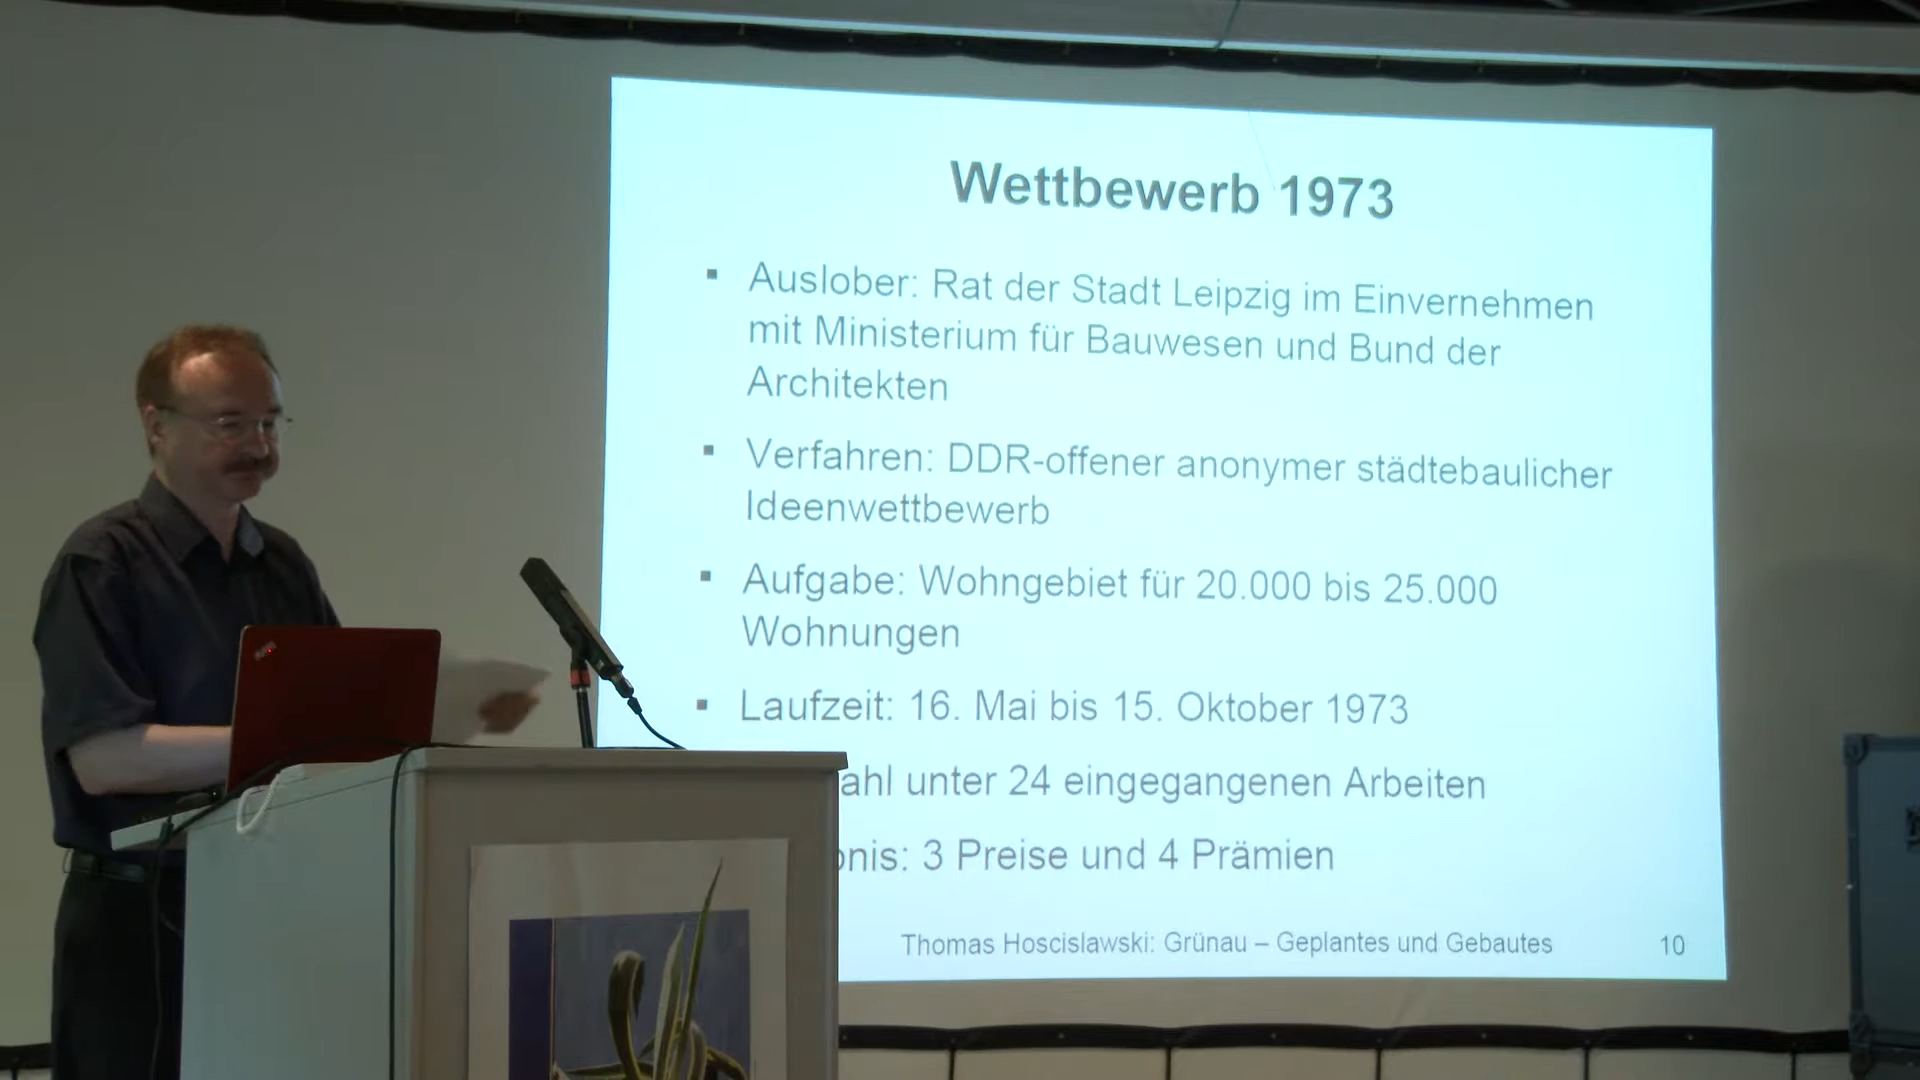 Wettbewerb 1973
▪ Auslober: Rat der Stadt Leipzig im Einvernehmen
mit Ministerium für Bauwesen und Bund der
Architekten
▪ Verfahren: DDR-offener anonymer städtebaulicher
Ideenwettbewerb
▪ Aufgabe: Wohngebiet für 20.000 bis 25.000
Wohnungen
▪ Laufzeit: 16. Mai bis 15. Oktober 1973
ahl unter 24 eingegangenen Arbeiten
nis: 3 Preise und 4 Prämien
Thomas Hoscislawski: Grünau – Geplantes und Gebautes 10